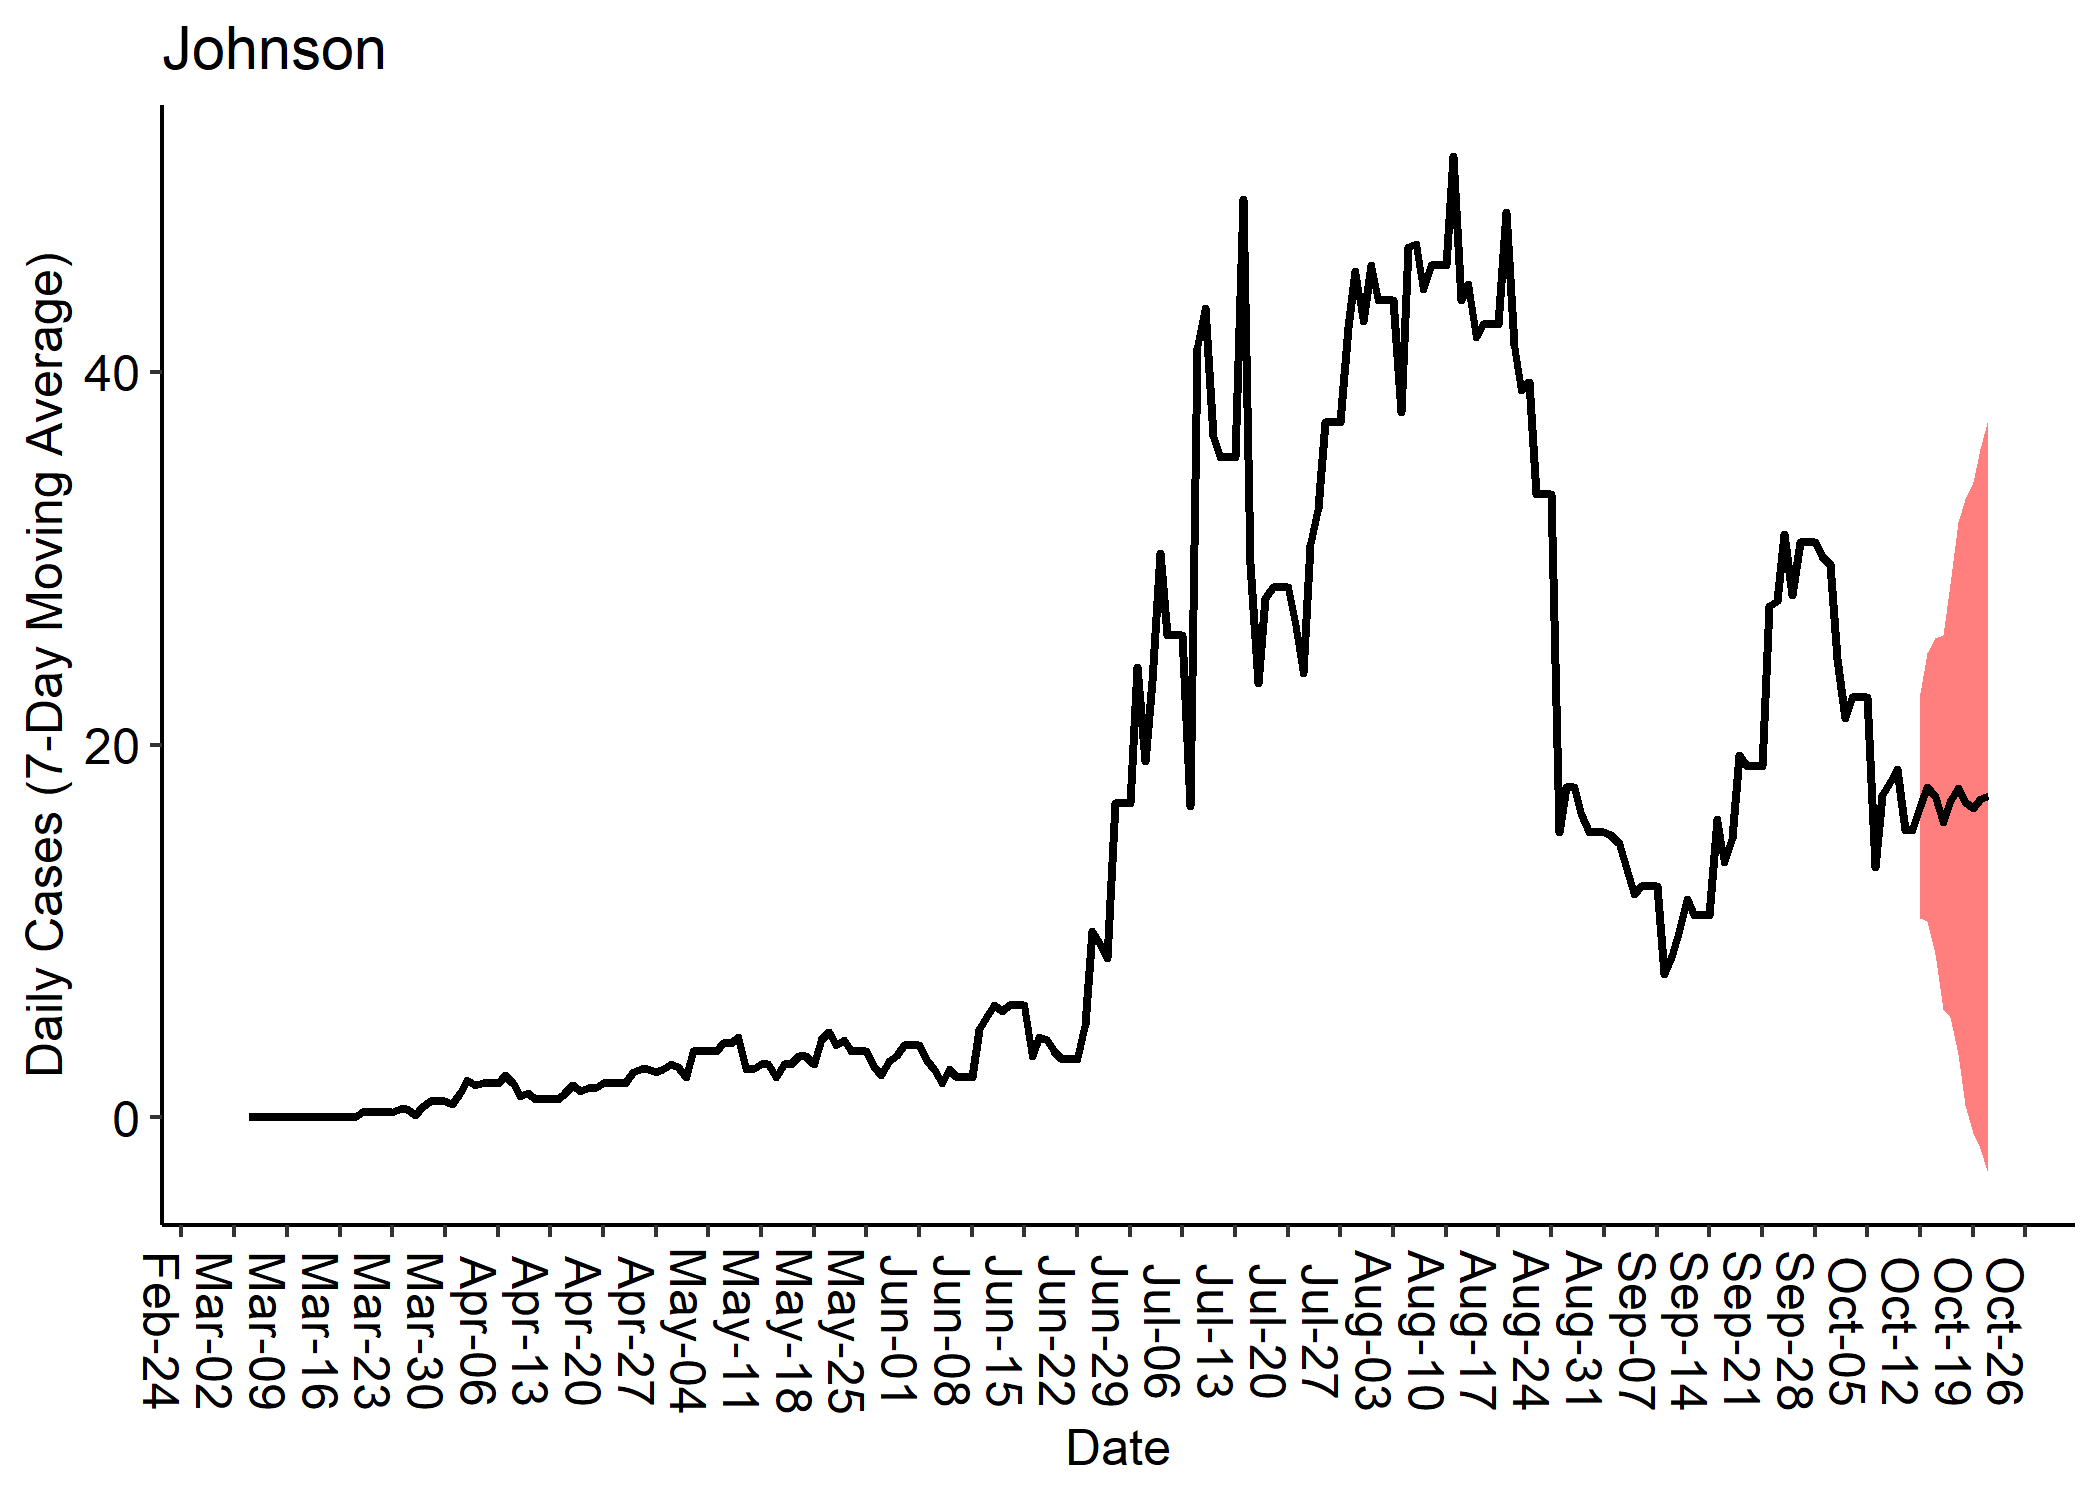 Johnson
Daily Cases (7-Day Moving Average)
40
20
0
Feb-24
Mar-02
Mar-09
Mar-16
Mar-23
Mar-30
Apr-06
Apr-13
Apr-20
Apr-27
May-04
May-11
May-18
May-25
Jun-01
Jun-08
Jun-15
Jun-22
Jun-29
Jul-06
Jul-13
Jul-20
Jul-27
Aug-03
Aug-10
Aug-17
Aug-24
Aug-31
Sep-07
Sep-14
Sep-21
Sep-28
Oct-05
Oct-12
Oct-19
Oct-26
Date